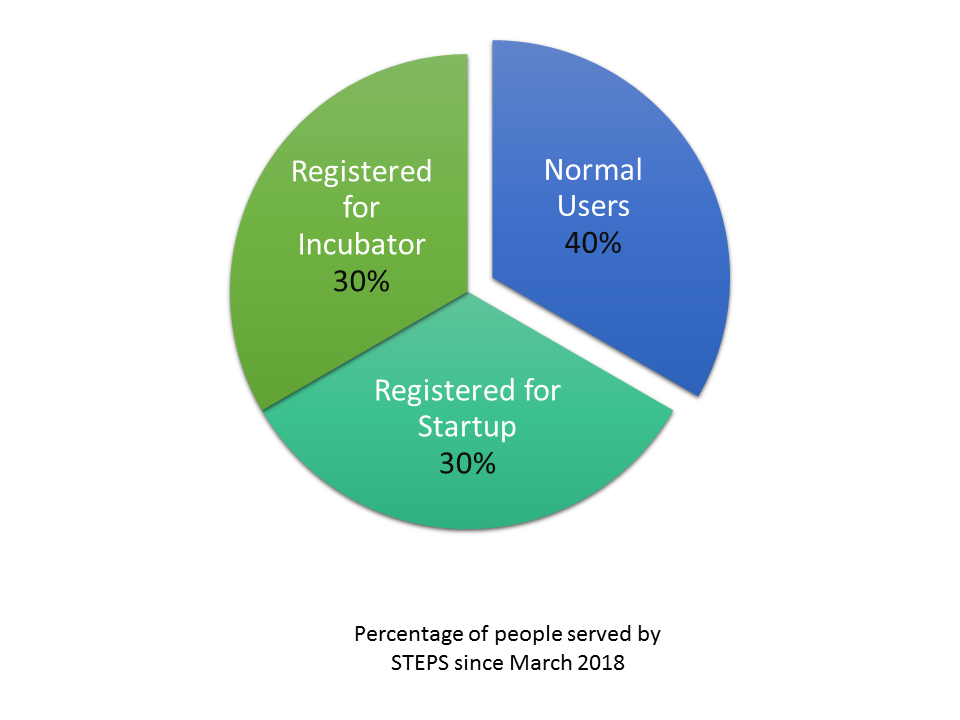 Registered
for
Incubator
30%
Normal
Users
40%
Registered for
Startup
30%
Percentage of people served by
STEPS since March 2018